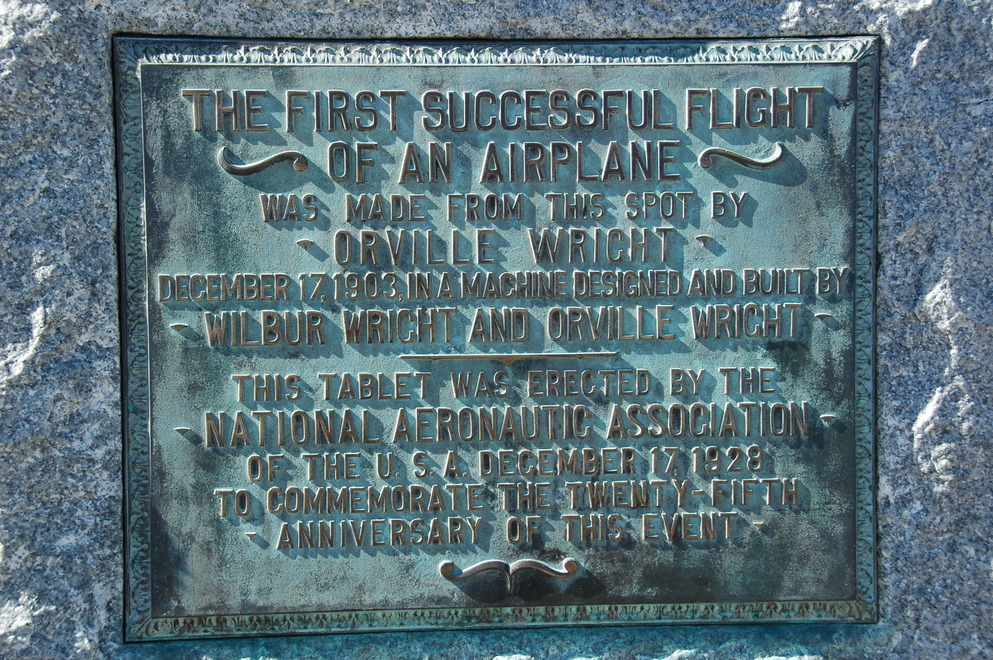 THE FIRST SUCCESSFUL FLIGHT
OF AN AIRPLANE
WAS MADE FROM THIS SPOT BY
ORVILLE WRIGHT
DECEMBER 17, 1903, IN A MACHINE DESIGNED AND BUILT BY
WILBUR WRIGHT AND ORVILLE WRIGHT
THIS TABLET WAS ERECTED BY THE
NATIONAL AERONAUTIC ASSOCIATION
OF THE U. S. A. DECEMBER 17, 1928
TO COMMEMORATE THE TWENTY-FIFTH
ANNIVERSARY OF THIS EVENT